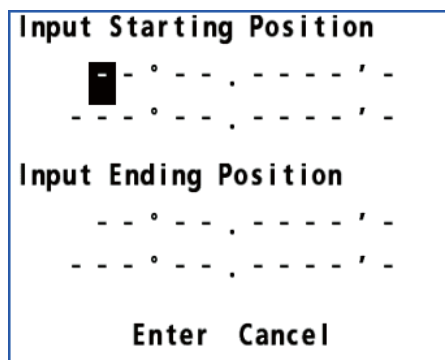 Input Starting Position
--°--.----'-
---°--.----'-
Input Ending Position
--°--.----'-
---°--.----'-
Enter Cancel